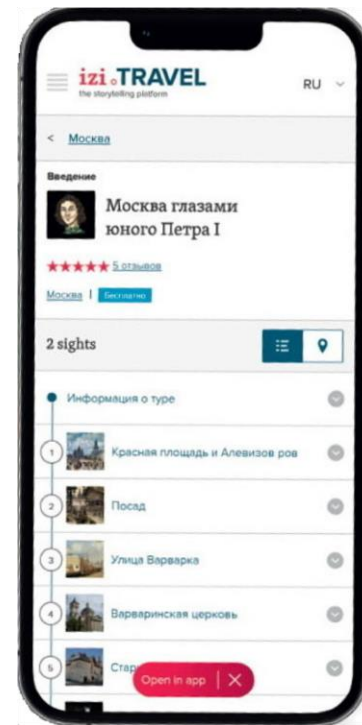 izi.TRAVEL
the storytelling platform
RU
< Москва
Введение
Москва глазами
юного Петра I
5 отзывов
Москва | Бесплатно
2 sights
Информация о туре
1 Красная площадь и Алевизов ров
2 Посад
3 Улица Варварка
4 Варваринская церковь
5 Стар
Open in app | X